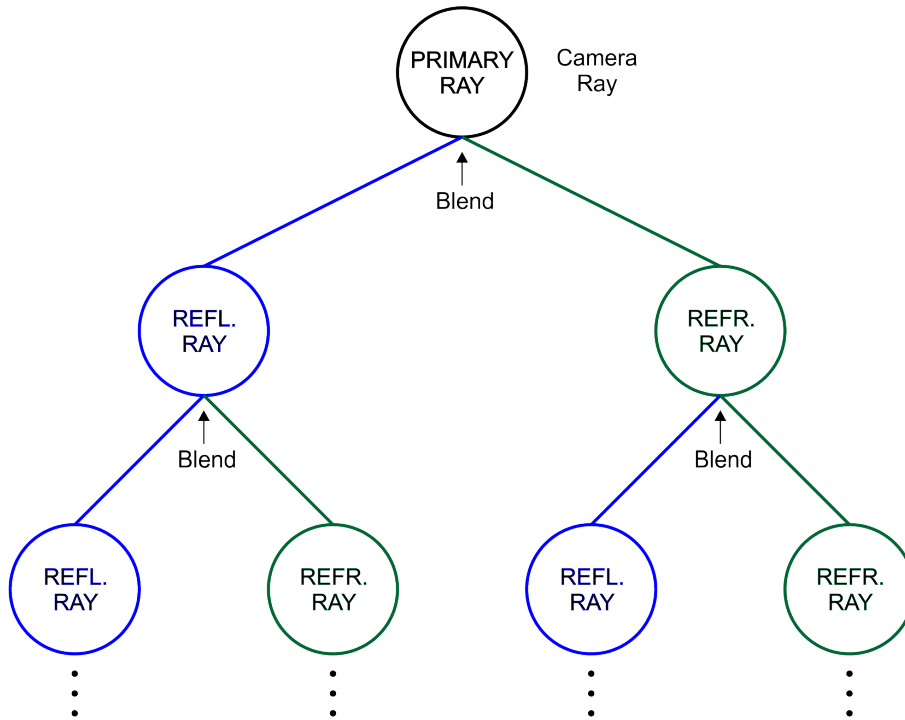 PRIMARY
RAY
Camera
Ray
Blend
REFL.
RAY
REFR.
RAY
Blend
Blend
REFL.
RAY
REFR.
RAY
REFL.
RAY
REFR.
RAY